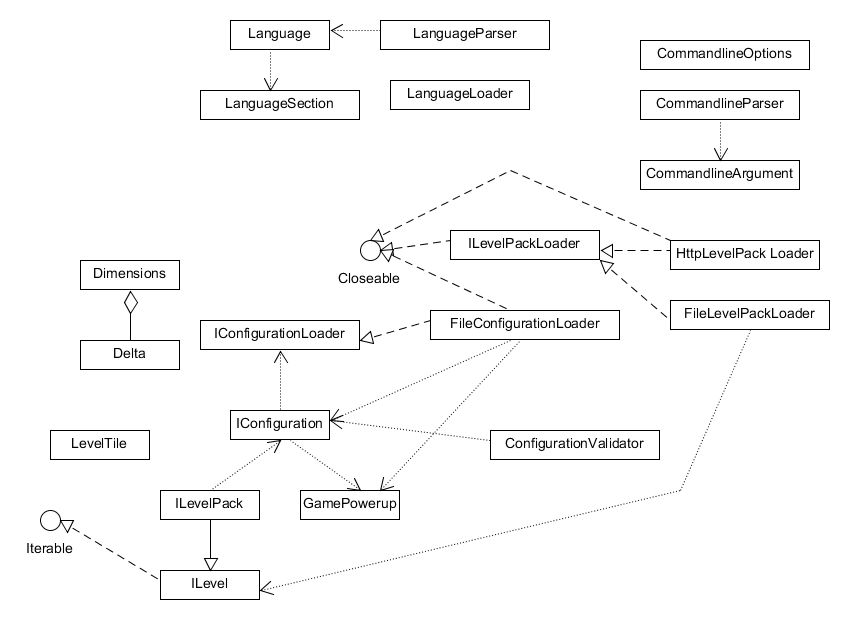 Language
LanguageParser
CommandlineOptions
LanguageSection
LanguageLoader
CommandlineParser
CommandlineArgument
ILevelPackLoader
HttpLevelPack Loader
Closeable
Dimensions
FileLevelPackLoader
IConfigurationLoader
FileConfigurationLoader
Delta
IConfiguration
LevelTile
ConfigurationValidator
ILevelPack
GamePowerup
Iterable
ILevel